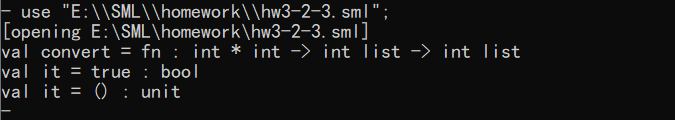 - use "E:\\SML\\homework\\hw3-2-3.sml";
[opening E:\SML\homework\hw3-2-3.sml]
val convert = fn : int * int -> int list -> int list
val it = true : bool
val it = () : unit
-